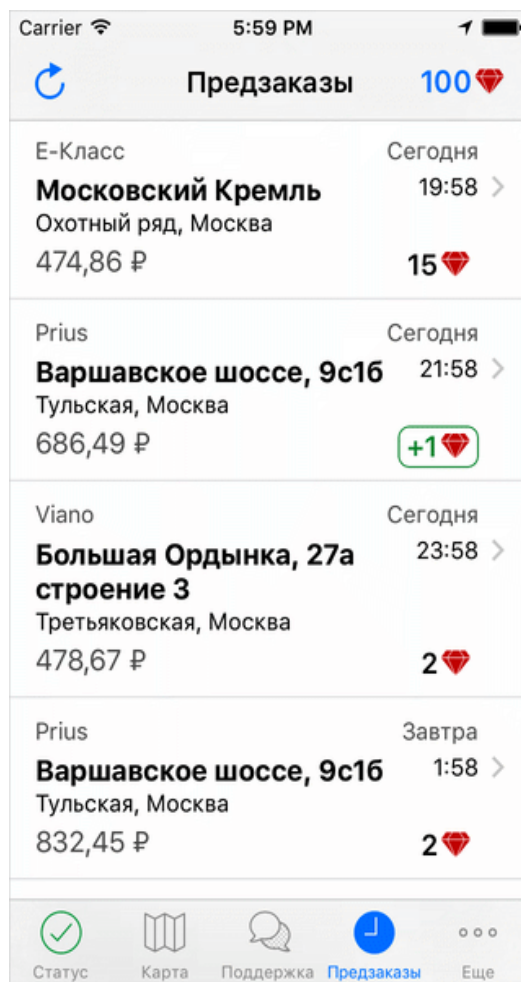 Carrier 5:59 PM
Предзаказы 100
Е-Класс Сегодня
Московский Кремль 19:58
Охотный ряд, Москва
474,86 ₽ 15
Prius Сегодня
Варшавское шоссе, 9с1б 21:58
Тульская, Москва
686,49 ₽ +1
Viano Сегодня
Большая Ордынка, 27а 23:58
строение 3
Третьяковская, Москва
478,67 ₽ 2
Prius Завтра
Варшавское шоссе, 9с1б 1:58
Тульская, Москва
832,45 ₽ 2
Статус Карта Поддержка Предзаказы Еще